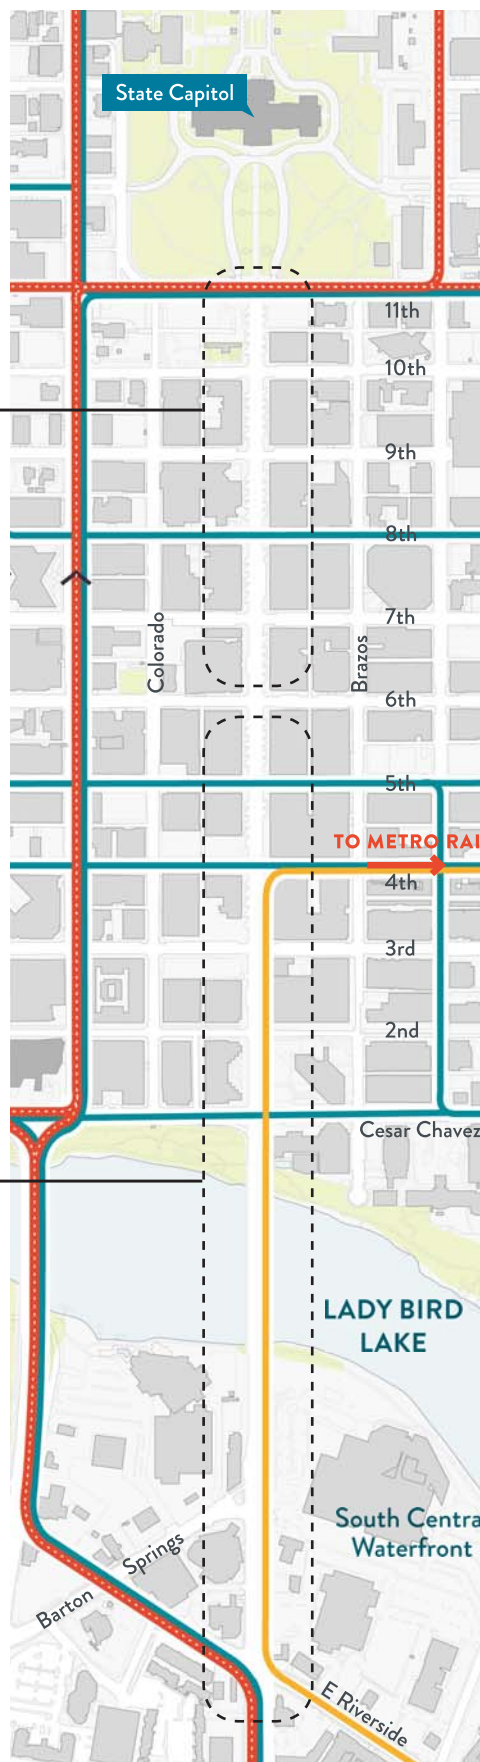 State Capitol
11th
10th
9th
8th
7th
Colorado
Brazos
6th
5th
TO METRO RAI
4th
3rd
2nd
Cesar Chavez
LADY BIRD
LAKE
South Centra
Waterfront
Barton Springs
E Riverside